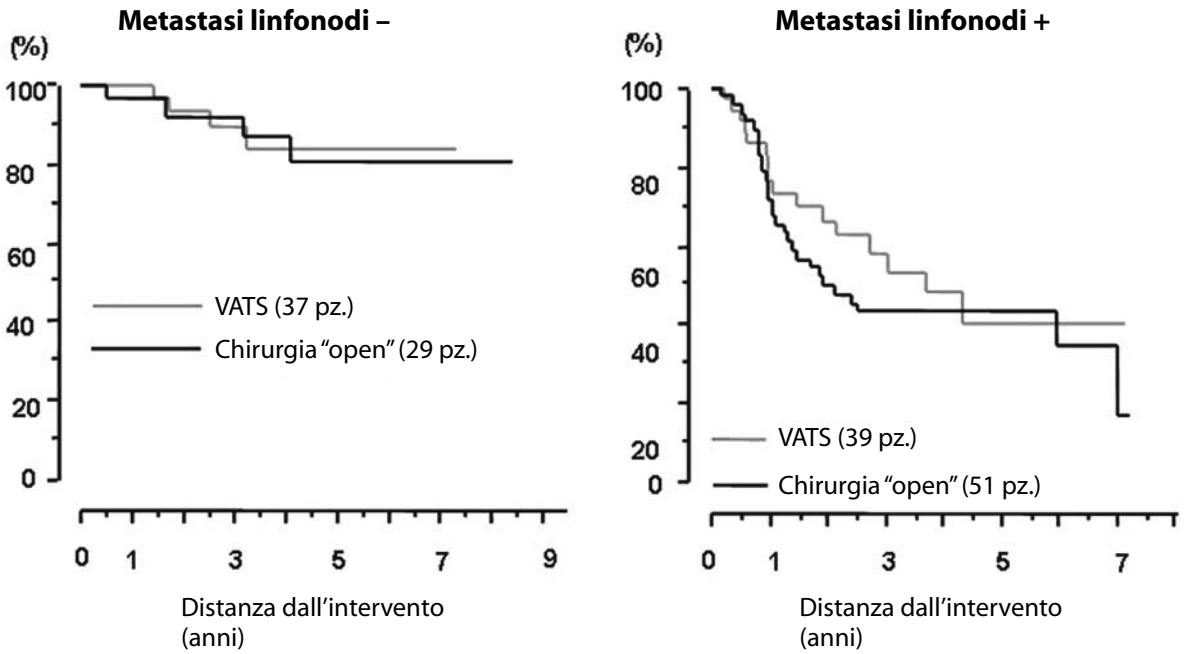 Metastasi linfonodi –
(%)
100
80
60
40
20
0
VATS (37 pz.)
Chirurgia “open” (29 pz.)
0 1 3 5 7 9
Distanza dall’intervento
(anni)
Metastasi linfonodi +
(%)
100
80
60
40
20
0
VATS (39 pz.)
Chirurgia “open” (51 pz.)
0 1 3 5 7
Distanza dall’intervento
(anni)